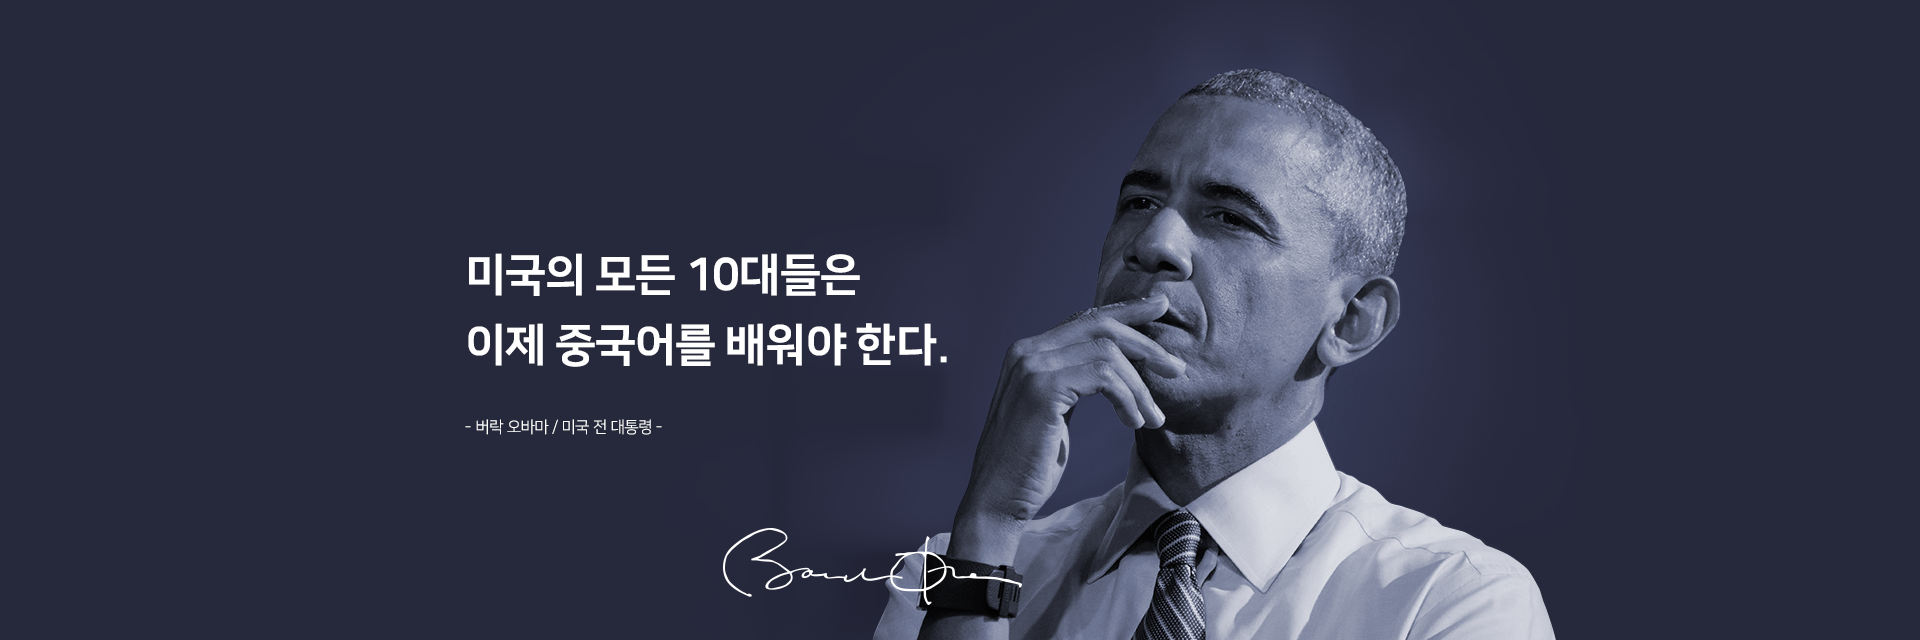 미국의 모든 10대들은
이제 중국어를 배워야 한다.
- 버락 오바마 / 미국 전 대통령 -